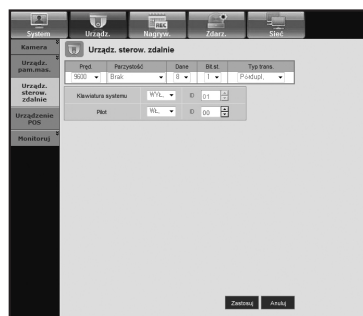 System Urządz. Nagryw. Zdarz. Sieć
REC
Kamera
Urządz. pam.mas.
Urządz. sterow. zdalnie
Urządzenie POS
Monitoruj
Urządz. sterow. zdalnie
Pręd. Parzystość Dane Bit.st. Typ trans.
9600 Brak 8 1 Półdupl.
Klawiatura systemu WYŁ. ID 01
Pilot WŁ. ID 00
Zastosuj Anuluj